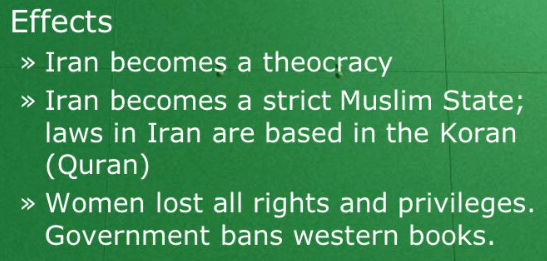 Effects
» Iran becomes a theocracy
» Iran becomes a strict Muslim State;
laws in Iran are based in the Koran
(Quran)
» Women lost all rights and privileges.
Government bans western books.